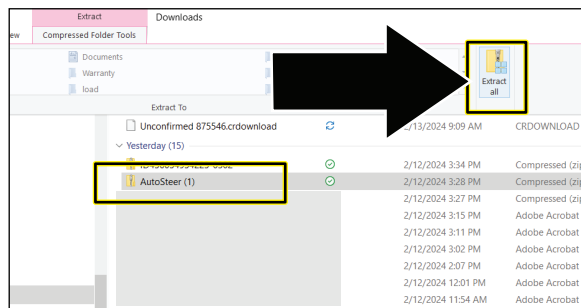 Extract Downloads
ew Compressed Folder Tools
Documents
Warranty
load
Extract
all
Extract To
Unconfirmed 875546.crdownload 2/13/2024 9:09 AM CRDOWNLOAD
Yesterday (15)
2/12/2024 3:34 PM Compressed (zip
AutoSteer (1) 2/12/2024 3:28 PM Compressed (zip
2/12/2024 3:27 PM Compressed (zip
2/12/2024 3:15 PM Adobe Acrobat
2/12/2024 3:11 PM Adobe Acrobat
2/12/2024 3:02 PM Adobe Acrobat
2/12/2024 2:07 PM Adobe Acrobat
2/12/2024 12:01 PM Adobe Acrobat
2/12/2024 11:54 AM Adobe Acrobat